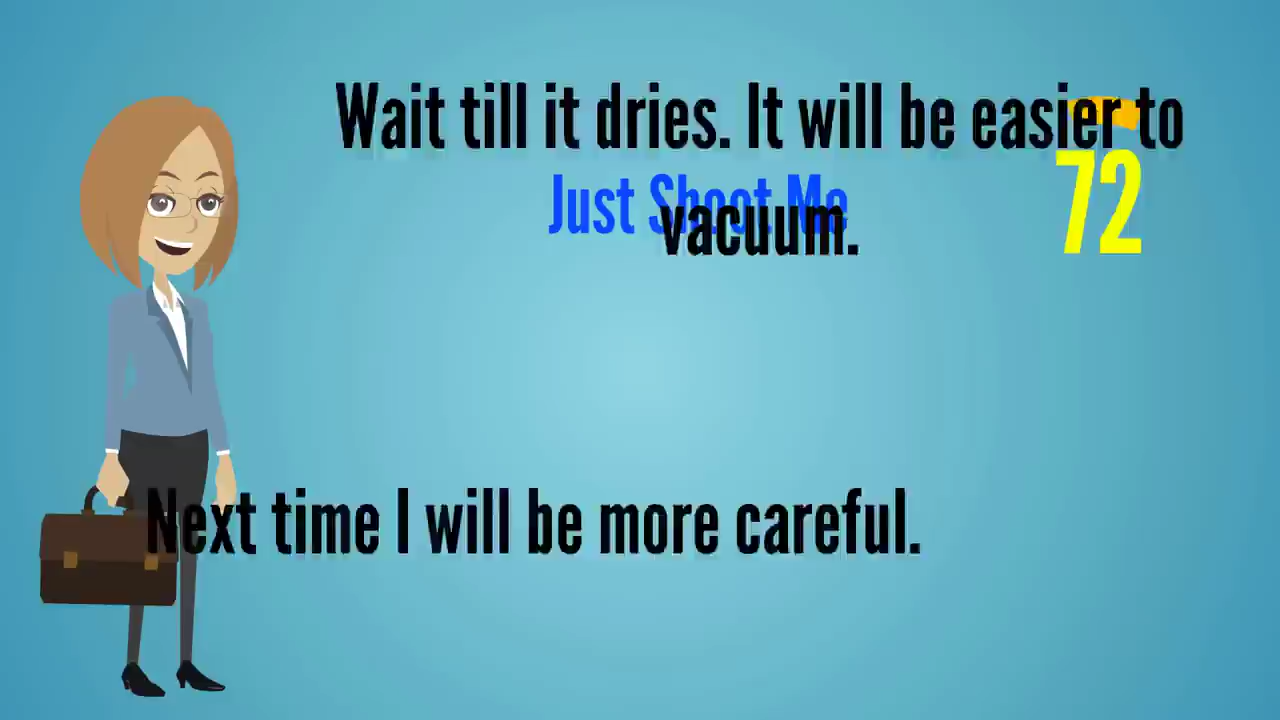 Wait till it dries. It will be easier to
72
Just Shoot Me
vacuum.
Next time I will be more careful.